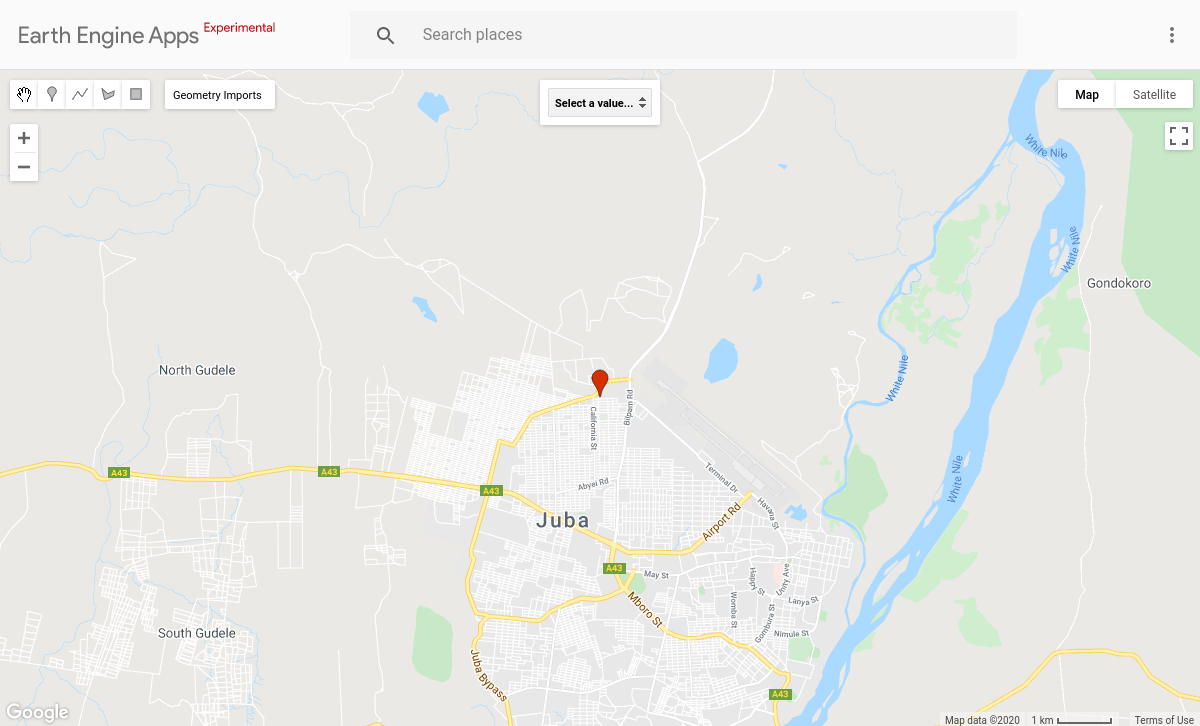 Earth Engine Apps Experimental
Search places
Geometry Imports
Select a value...
Map
Satellite
White Nile
White Nile
Gondokoro
North Gudele
White Nile
California St
Bilpam Rd
A43
A43
White Nile
Terminal Dr
Abyei Rd
A43
Havana St
Juba
Airport Rd
A43
May St
Happi St
Unity Ave
Mboro St
Womba St
Lanya St
Gombura St
Nimule St
South Gudele
Juba Bypass
A43
Google
Map data ©2020
1 km
Terms of Use